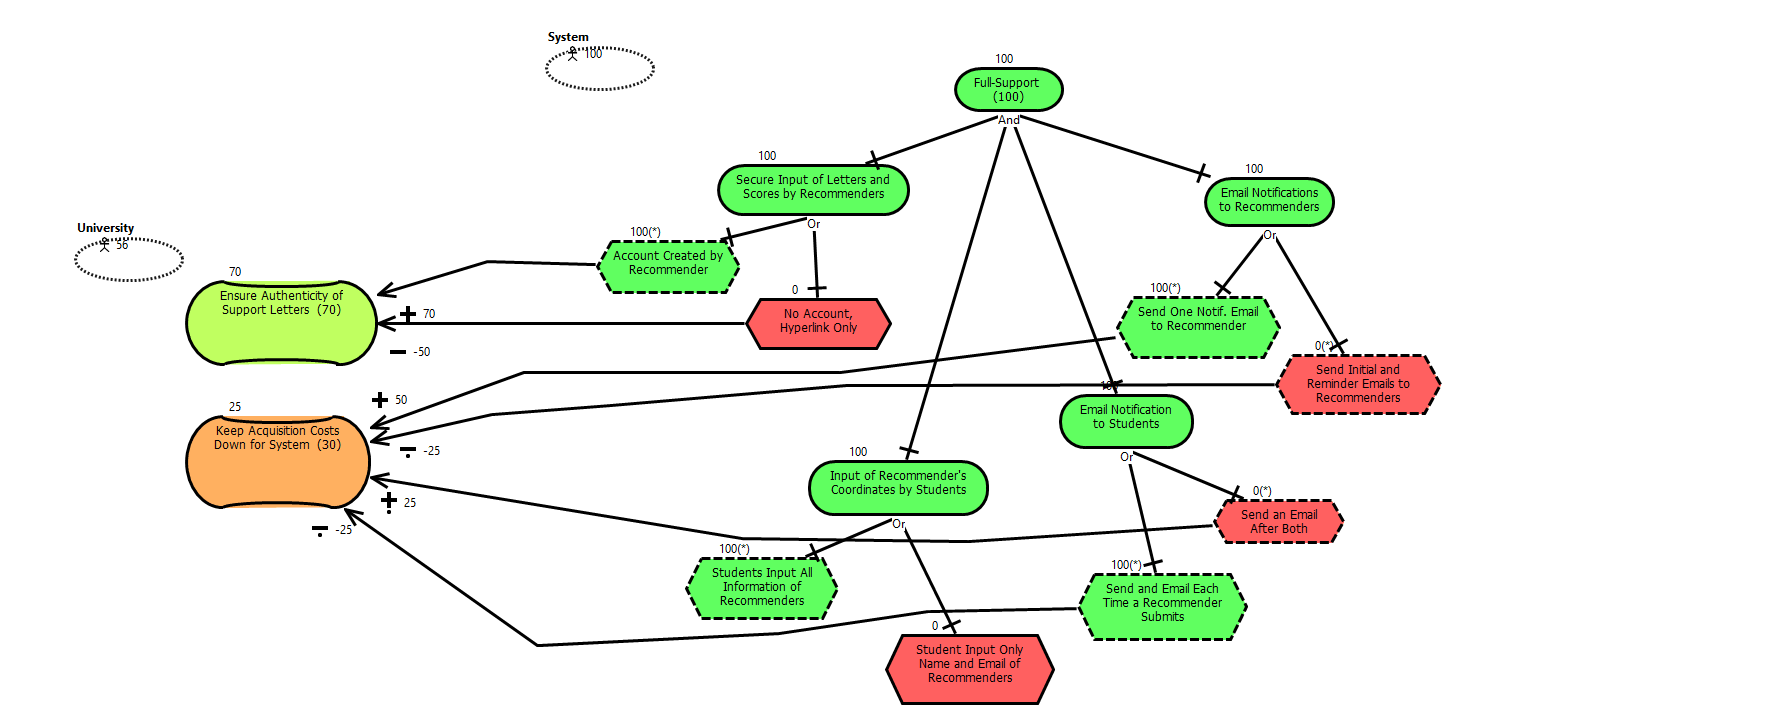 System
100
100
Full-Support
(100)
And
100
Secure Input of Letters and
Scores by Recommenders
Or
100
Email Notifications
to Recommenders
Or
University
56
100(*)
Account Created by
Recommender
70
Ensure Authenticity of
Support Letters (70)
70
-50
0
No Account,
Hyperlink Only
100(*)
Send One Notif. Email
to Recommender
0(*)
Send Initial and
Reminder Emails to
Recommenders
25
Keep Acquisition Costs
Down for System (30)
50
-25
25
-25
Email Notification
to Students
Or
100
Input of Recommender's
Coordinates by Students
Or
0(*)
Send an Email
After Both
100(*)
Students Input All
Information of
Recommenders
100(*)
Send and Email Each
Time a Recommender
Submits
0
Student Input Only
Name and Email of
Recommenders